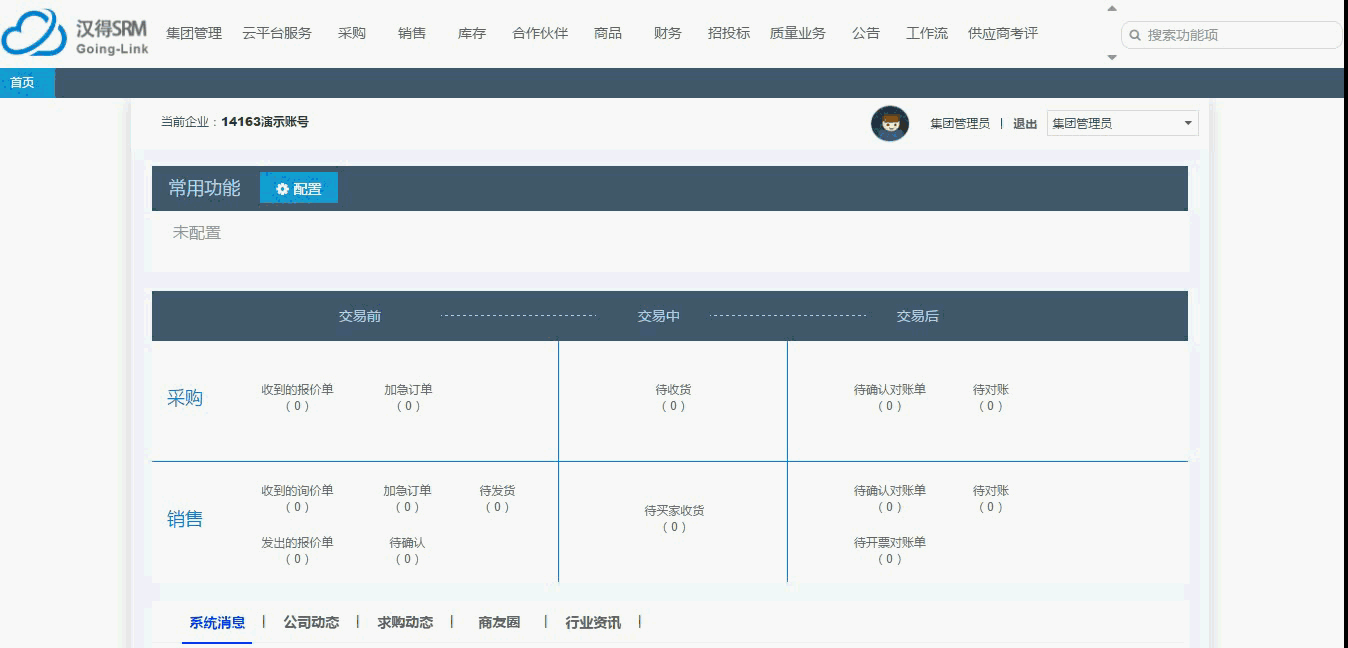 汉得SRM
Going-Link
集团管理 云平台服务 采购 销售 库存 合作伙伴 商品 财务 招投标 质量业务 公告 工作流 供应商考评
搜索功能项
首页
当前企业：14163演示账号
集团管理员 | 退出 集团管理员
常用功能 配置
未配置
交易前 交易中 交易后
采购
收到的报价单 加急订单 待收货 待确认对账单 待对账
( 0 ) ( 0 ) ( 0 ) ( 0 ) ( 0 )
销售
收到的询价单 加急订单 待发货 待确认对账单 待对账
( 0 ) ( 0 ) ( 0 ) ( 0 ) ( 0 )
待买家收货
( 0 )
发出的报价单 待确认 待开票对账单
( 0 ) ( 0 ) ( 0 )
系统消息 | 公司动态 | 求购动态 | 商友圈 | 行业资讯 |